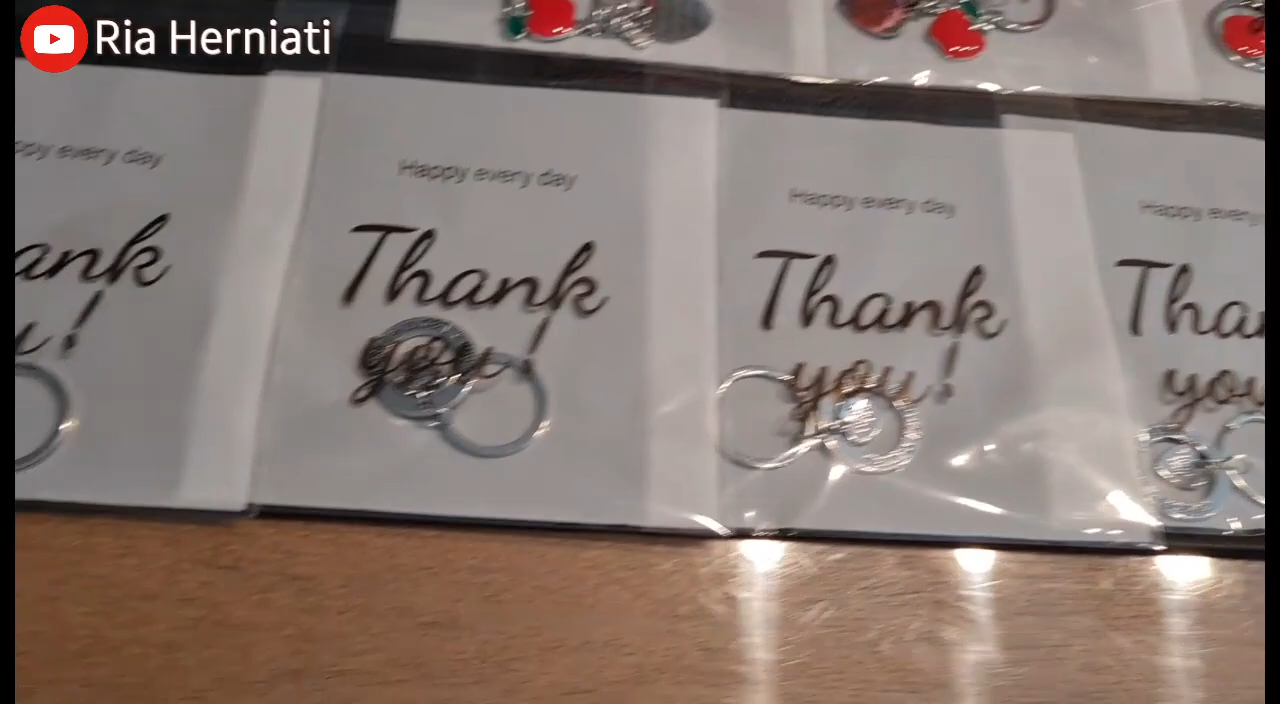 Ria Herniati
ppy every day
ank
u!
Happy every day
Thank
you!
Happy every day
Thank
you!
Happy every
Tha
you